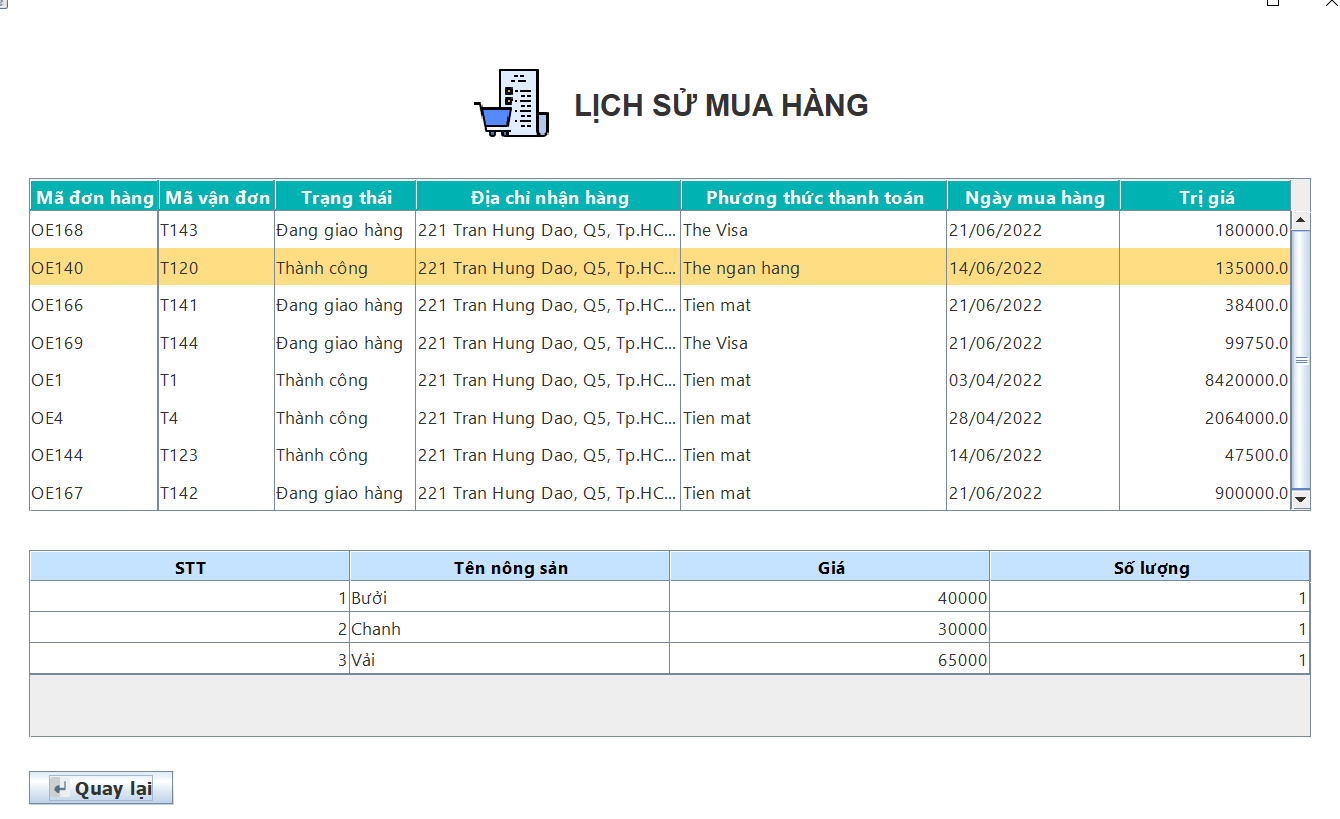 LỊCH SỬ MUA HÀNG
Mã đơn hàng Mã vận đơn Trạng thái Địa chỉ nhận hàng Phương thức thanh toán Ngày mua hàng Trị giá
OE168 T143 Đang giao hàng 221 Tran Hung Dao, Q5, Tp.HC... The Visa 21/06/2022 180000.0
OE140 T120 Thành công 221 Tran Hung Dao, Q5, Tp.HC... The ngan hang 14/06/2022 135000.0
OE166 T141 Đang giao hàng 221 Tran Hung Dao, Q5, Tp.HC... Tien mat 21/06/2022 38400.0
OE169 T144 Đang giao hàng 221 Tran Hung Dao, Q5, Tp.HC... The Visa 21/06/2022 99750.0
OE1 T1 Thành công 221 Tran Hung Dao, Q5, Tp.HC... Tien mat 03/04/2022 8420000.0
OE4 T4 Thành công 221 Tran Hung Dao, Q5, Tp.HC... Tien mat 28/04/2022 2064000.0
OE144 T123 Thành công 221 Tran Hung Dao, Q5, Tp.HC... Tien mat 14/06/2022 47500.0
OE167 T142 Đang giao hàng 221 Tran Hung Dao, Q5, Tp.HC... Tien mat 21/06/2022 900000.0
STT Tên nông sản Giá Số lượng
1 Bưởi 40000 1
2 Chanh 30000 1
3 Vải 65000 1
Quay lại